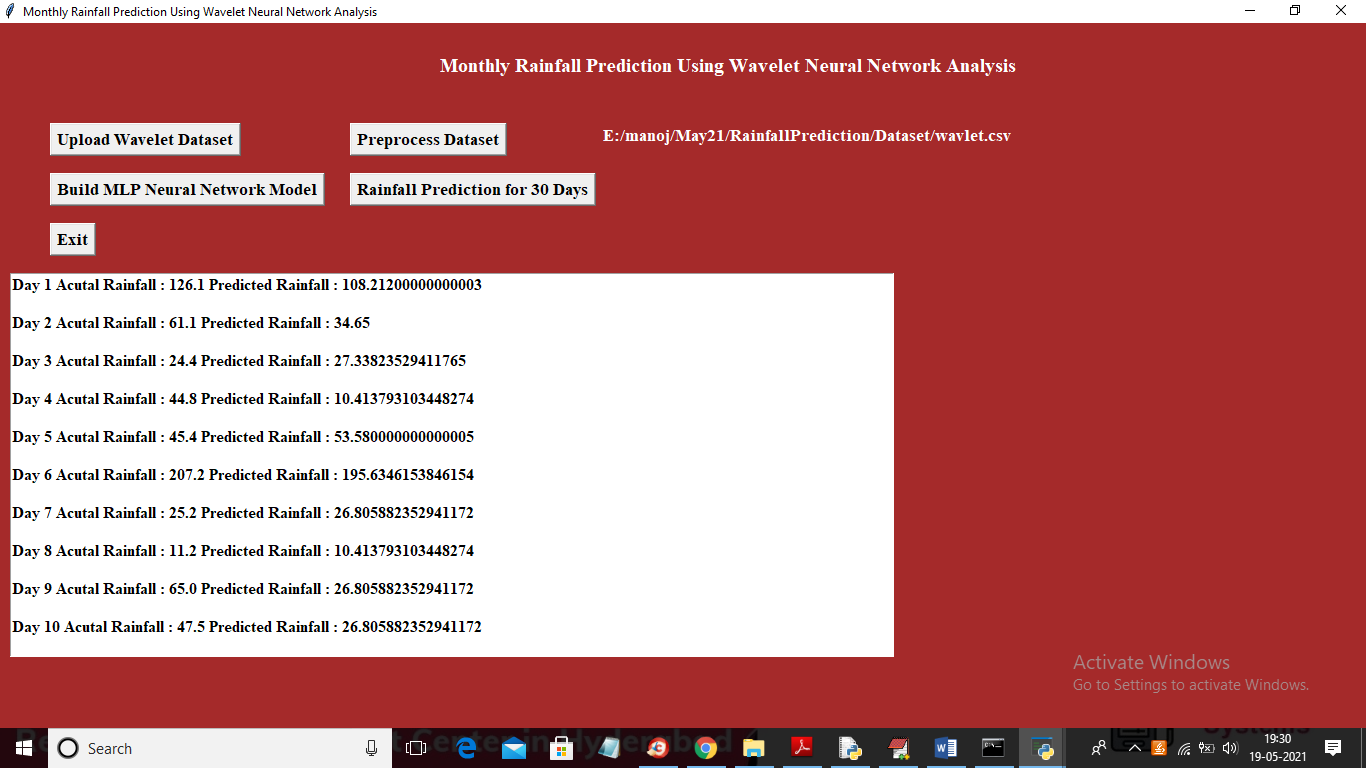 Monthly Rainfall Prediction Using Wavelet Neural Network Analysis
Monthly Rainfall Prediction Using Wavelet Neural Network Analysis
Upload Wavelet Dataset
Preprocess Dataset
E:/manoj/May21/RainfallPrediction/Dataset/wavlet.csv
Build MLP Neural Network Model
Rainfall Prediction for 30 Days
Exit
Day 1 Acutal Rainfall : 126.1 Predicted Rainfall : 108.21200000000003
Day 2 Acutal Rainfall : 61.1 Predicted Rainfall : 34.65
Day 3 Acutal Rainfall : 24.4 Predicted Rainfall : 27.33823529411765
Day 4 Acutal Rainfall : 44.8 Predicted Rainfall : 10.413793103448274
Day 5 Acutal Rainfall : 45.4 Predicted Rainfall : 53.580000000000005
Day 6 Acutal Rainfall : 207.2 Predicted Rainfall : 195.6346153846154
Day 7 Acutal Rainfall : 25.2 Predicted Rainfall : 26.805882352941172
Day 8 Acutal Rainfall : 11.2 Predicted Rainfall : 10.413793103448274
Day 9 Acutal Rainfall : 65.0 Predicted Rainfall : 26.805882352941172
Day 10 Acutal Rainfall : 47.5 Predicted Rainfall : 26.805882352941172
Activate Windows
Go to Settings to activate Windows.
Search
19:30
19-05-2021